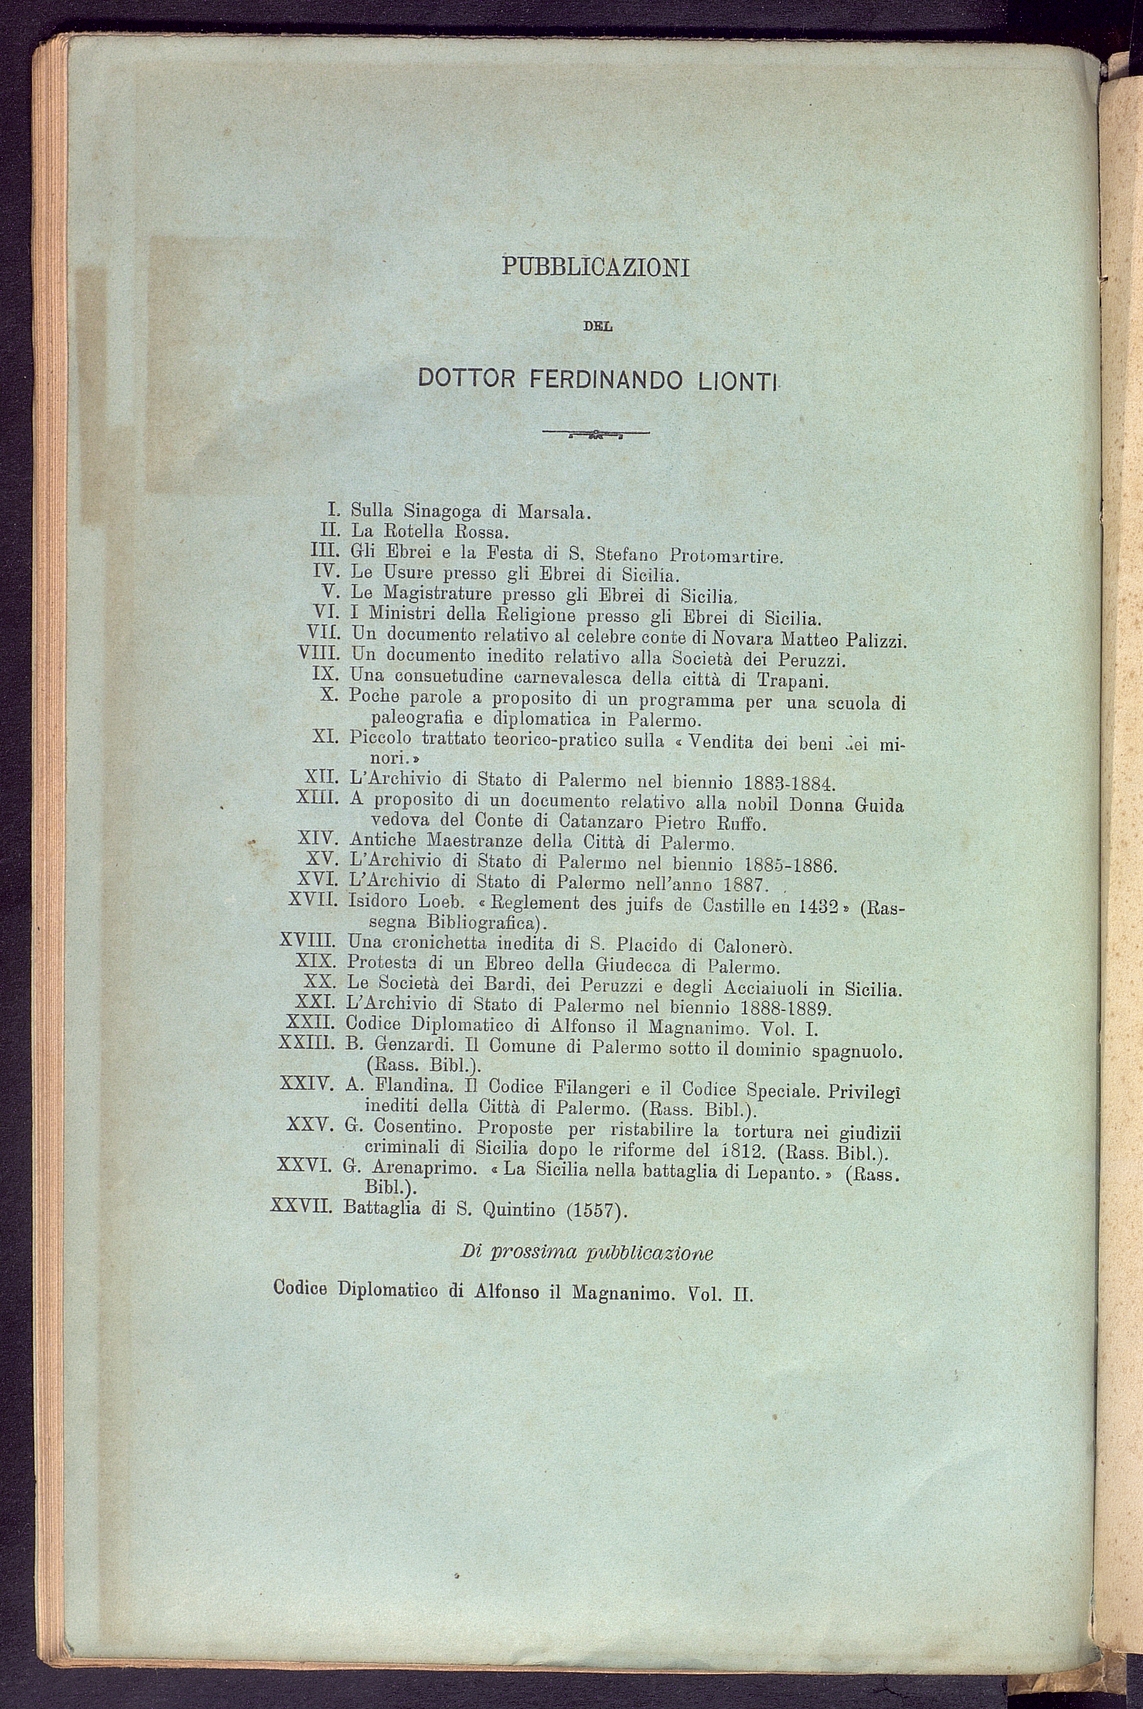 PUBBLICAZIONI
DEL
DOTTOR FERDINANDO LIONTI
I. Sulla Sinagoga di Marsala.
II. La Rotella Rossa.
III. Gli Ebrei e la Festa di S. Stefano Protomartire.
IV. Le Usure presso gli Ebrei di Sicilia.
V. Le Magistrature presso gli Ebrei di Sicilia.
VI. I Ministri della Religione presso gli Ebrei di Sicilia.
VII. Un documento relativo al celebre conte di Novara Matteo Palizzi.
VIII. Un documento inedito relativo alla Società dei Peruzzi.
IX. Una consuetudine carnevalesca della città di Trapani.
X. Poche parole a proposito di un programma per una scuola di
paleografia e diplomatica in Palermo.
XI. Piccolo trattato teorico-pratico sulla « Vendita dei beni dei mi-
nori.»
XII. L'Archivio di Stato di Palermo nel biennio 1883-1884.
XIII. A proposito di un documento relativo alla nobil Donna Guida
vedova del Conte di Catanzaro Pietro Ruffo.
XIV. Antiche Maestranze della Città di Palermo.
XV. L'Archivio di Stato di Palermo nel biennio 1885-1886.
XVI. L'Archivio di Stato di Palermo nell'anno 1887.
XVII. Isidoro Loeb. « Reglement des juifs de Castille en 1432 » (Ras-
segna Bibliografica).
XVIII. Una cronichetta inedita di S. Placido di Calonerò.
XIX. Protesta di un Ebreo della Giudecca di Palermo.
XX. Le Società dei Bardi, dei Peruzzi e degli Acciaiuoli in Sicilia.
XXI. L'Archivio di Stato di Palermo nel biennio 1888-1889.
XXII. Codice Diplomatico di Alfonso il Magnanimo. Vol. I.
XXIII. B. Genzardi. Il Comune di Palermo sotto il dominio spagnuolo.
(Rass. Bibl.).
XXIV. A. Flandina. Il Codice Filangeri e il Codice Speciale. Privilegî
inediti della Città di Palermo. (Rass. Bibl.).
XXV. G. Cosentino. Proposte per ristabilire la tortura nei giudizii
criminali di Sicilia dopo le riforme del 1812. (Rass. Bibl.).
XXVI. G. Arenaprimo. « La Sicilia nella battaglia di Lepanto. » (Rass.
Bibl.).
XXVII. Battaglia di S. Quintino (1557).
Di prossima pubblicazione
Codice Diplomatico di Alfonso il Magnanimo. Vol. II.